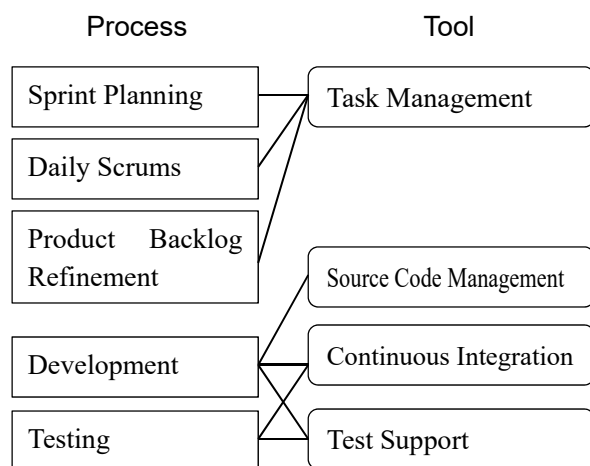 Process
Tool
Sprint Planning
Task Management
Daily Scrums
Product Backlog
Refinement
Source Code Management
Development
Continuous Integration
Testing
Test Support